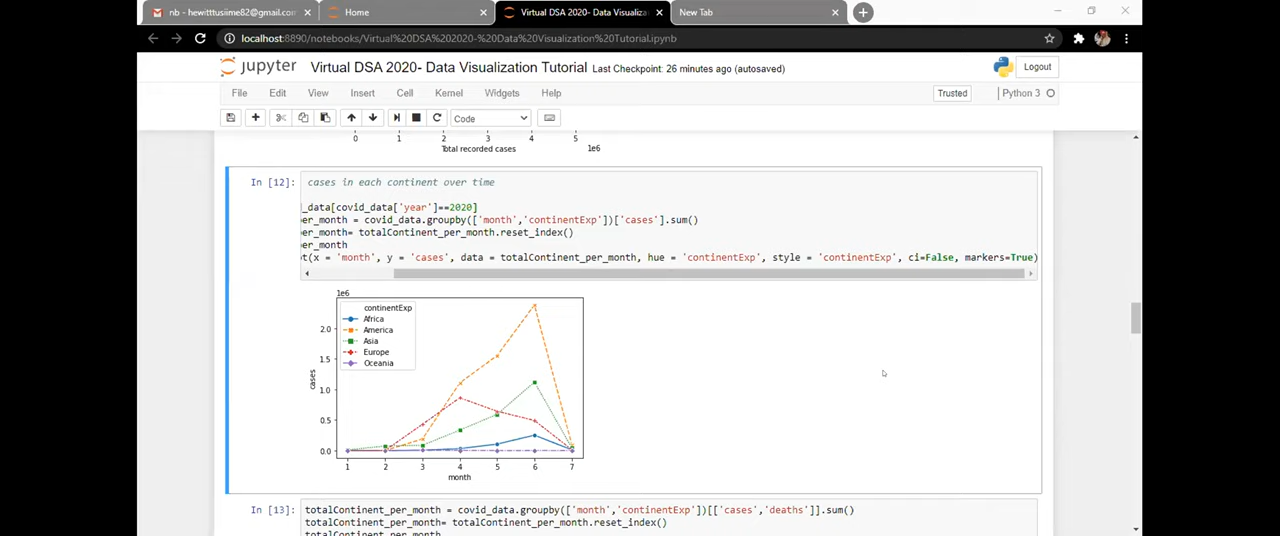 nb - hewitttusiime82@gmail.com
Home
Virtual DSA 2020- Data Visualiza
New Tab
localhost:8890/notebooks/Virtual%20DSA%202020-%20Data%20Visualization%20Tutorial.ipynb
jupyter Virtual DSA 2020- Data Visualization Tutorial Last Checkpoint: 26 minutes ago (autosaved)
Logout
File Edit View Insert Cell Kernel Widgets Help
Trusted Python 3
Code
0 1 2 3 4 5
Total recorded cases 1e6
In [12]: cases in each continent over time
l_data[covid_data['year']==2020]
per_month = covid_data.groupby(['month','continentExp'])['cases'].sum()
per_month= totalContinent_per_month.reset_index()
per_month
ot(x = 'month', y = 'cases', data = totalContinent_per_month, hue = 'continentExp', style = 'continentExp', ci=False, markers=True)
1e6
continentExp
Africa
America
Asia
Europe
Oceania
2.0
1.5
1.0
0.5
0.0
cases
1 2 3 4 5 6 7
month
In [13]: totalContinent_per_month = covid_data.groupby(['month','continentExp'])[['cases','deaths']].sum()
totalContinent_per_month= totalContinent_per_month.reset_index()
totalContinent_per_month